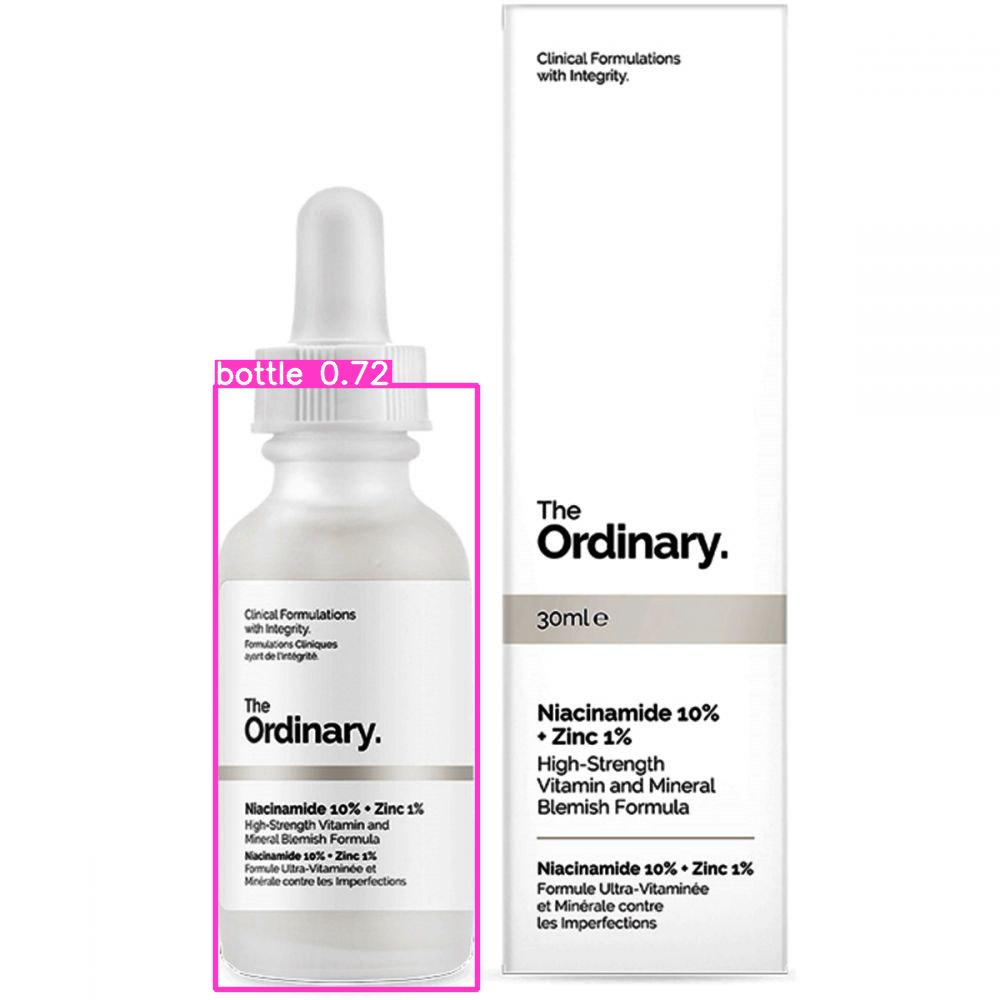 bottle 0.72
Clinical Formulations
with Integrity.
Formulations Cliniques
ayant de l'intégrité.
The
Ordinary.
Niacinamide 10% + Zinc 1%
High-Strength Vitamin and
Mineral Blemish Formula
Niacinamide 10% + Zinc 1%
Formule Ultra-Vitaminée et
Minérale contre les Imperfections
Clinical Formulations
with Integrity.
The
Ordinary.
30ml e
Niacinamide 10%
+ Zinc 1%
High-Strength
Vitamin and Mineral
Blemish Formula
Niacinamide 10% + Zinc 1%
Formule Ultra-Vitaminée
et Minérale contre
les Imperfections